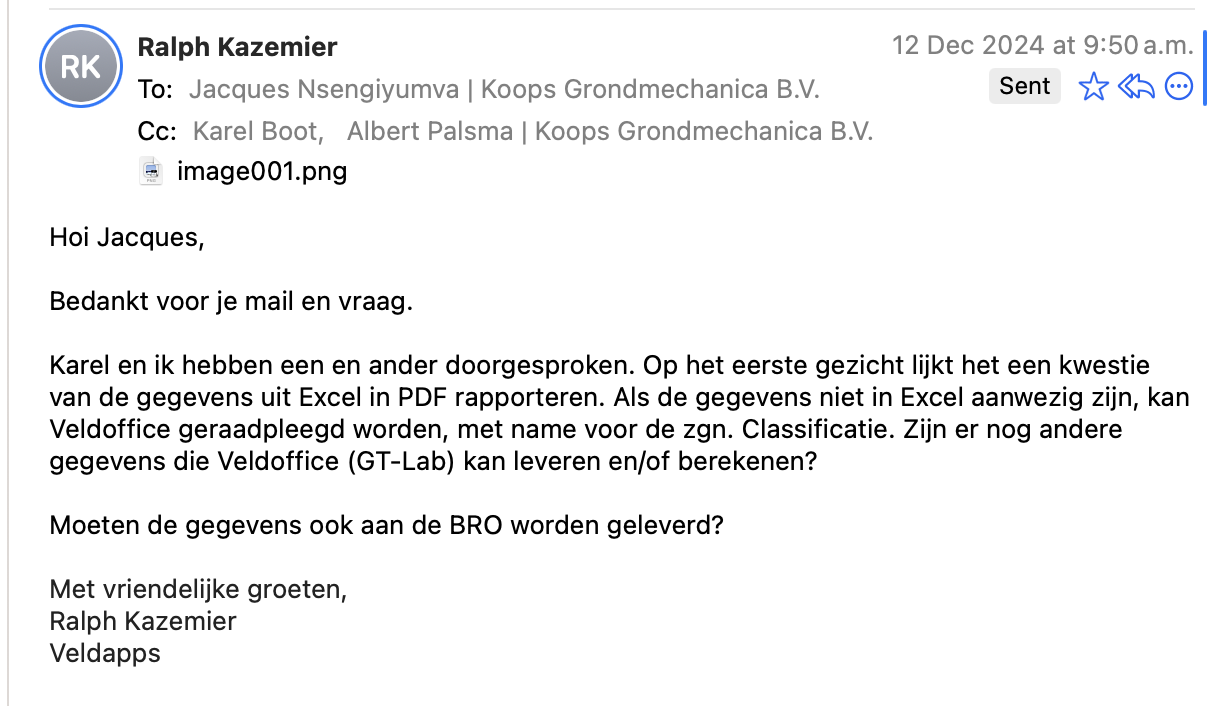 RK
Ralph Kazemier
12 Dec 2024 at 9:50 a.m.
To: Jacques Nsengiyumva | Koops Grondmechanica B.V.
Sent
Cc: Karel Boot, Albert Palsma | Koops Grondmechanica B.V.
image001.png
Hoi Jacques,
Bedankt voor je mail en vraag.
Karel en ik hebben een en ander doorgesproken. Op het eerste gezicht lijkt het een kwestie
van de gegevens uit Excel in PDF rapporteren. Als de gegevens niet in Excel aanwezig zijn, kan
Veldoffice geraadpleegd worden, met name voor de zgn. Classificatie. Zijn er nog andere
gegevens die Veldoffice (GT-Lab) kan leveren en/of berekenen?
Moeten de gegevens ook aan de BRO worden geleverd?
Met vriendelijke groeten,
Ralph Kazemier
Veldapps